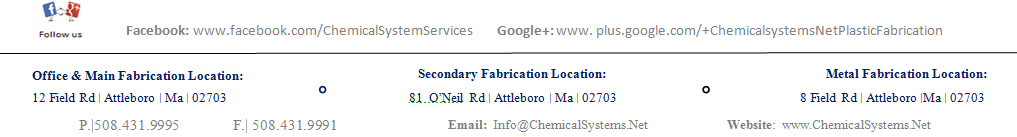 Follow us
Facebook: www.facebook.com/ChemicalSystemServices Google+: www. plus.google.com/+ChemicalsystemsNetPlasticFabrication
Office & Main Fabrication Location: Secondary Fabrication Location: Metal Fabrication Location:
12 Field Rd | Attleboro | Ma | 02703 81 O'Neil Rd | Attleboro | Ma | 02703 8 Field Rd | Attleboro |Ma | 02703
P.|508.431.9995 F.| 508.431.9991 Email: Info@ChemicalSystems.Net Website: www.ChemicalSystems.Net